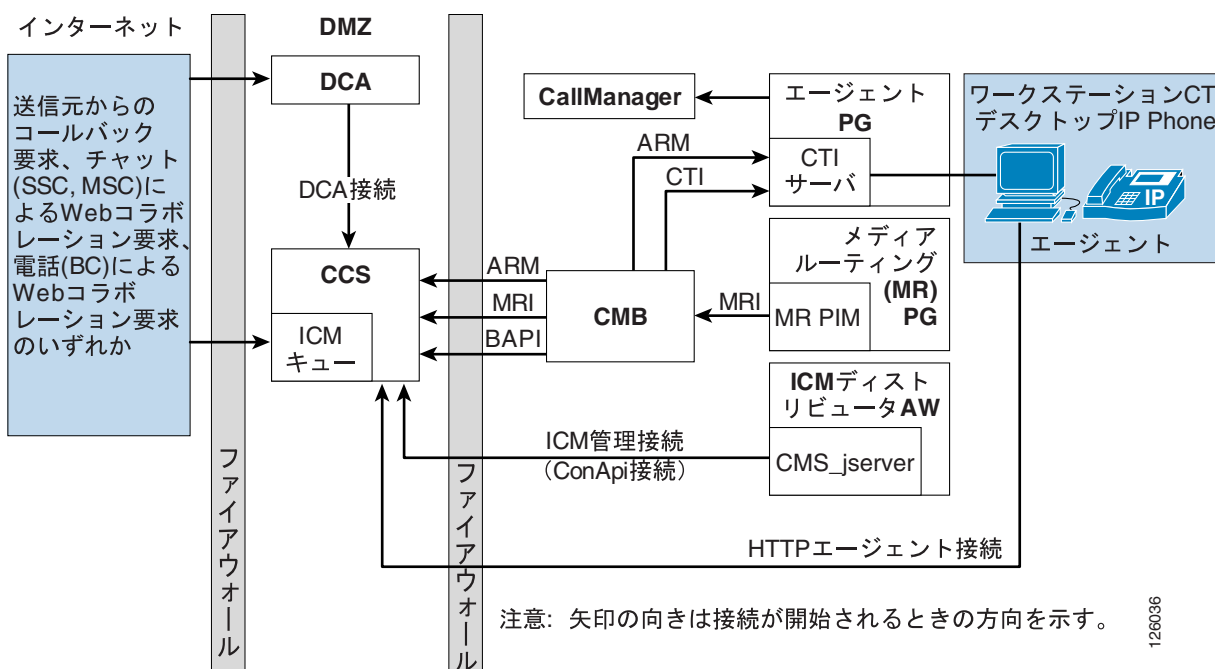 インターネット
DMZ
DCA
送信元からの
コールバック
要求、チャット
(SSC, MSC)に
よるWebコラボ
レーション要求、
電話(BC)による
Webコラボ
レーション要求
のいずれか
DCA接続
CCS
ICM
キュー
ファイアウォール
ファイアウォール
CallManager
エージェント
PG
CTI
サーバ
ARM
CTI
ワークステーションCT
デスクトップIP Phone
IP
エージェント
メディア
ルーティング
(MR)
PG
MR PIM
ARM
MRI
BAPI
CMB
MRI
ICMディスト
リビュータAW
CMS_jserver
ICM管理接続
（ConApi接続）
HTTPエージェント接続
注意: 矢印の向きは接続が開始されるときの方向を示す。
126036